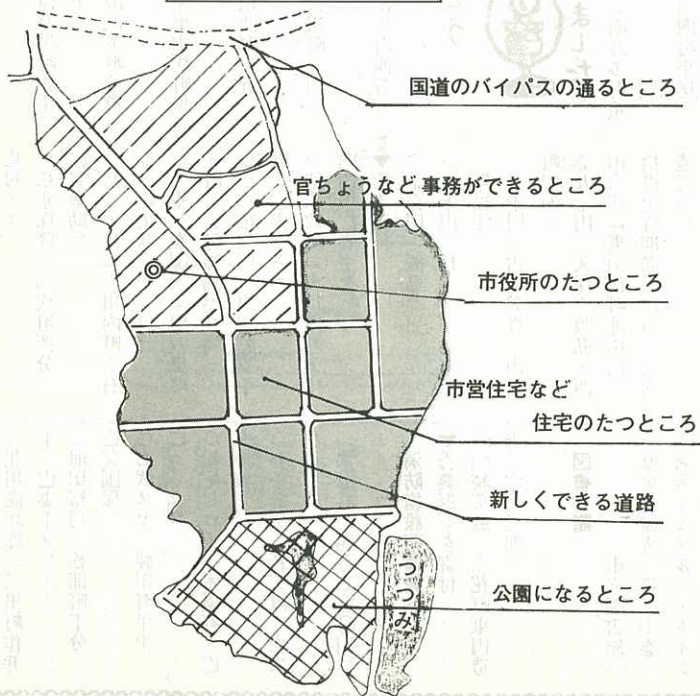 国道のバイパスの通るところ
官ちょうなど事務ができるところ
市役所のたつところ
市営住宅など
住宅のたつところ
新しくできる道路
公園になるところ
つつみ